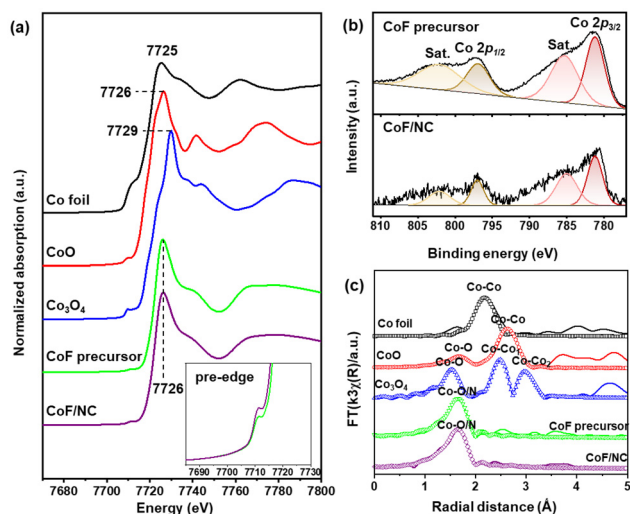 (a)
7725
7726
7729
Co foil
CoO
Co3O4
CoF precursor
CoF/NC
7726
pre-edge
7690 7700 7710 7720 7730
7680 7700 7720 7740 7760 7780 7800
Energy (eV)
Normalized absorption (a.u.)
(b)
CoF precursor
Co 2p3/2
Sat. Co 2p1/2
Sat.
CoF/NC
810 805 800 795 790 785 780
Binding energy (eV)
Intensity (a.u.)
(c)
Co-Co
Co foil
Co-Co
CoO
Co-O
Co-Co1
Co-O
Co-Co2
Co3O4
Co-O/N
CoF precursor
Co-O/N
CoF/NC
0 1 2 3 4 5
Radial distance (Å)
FT(k3χ(R)/a.u.)